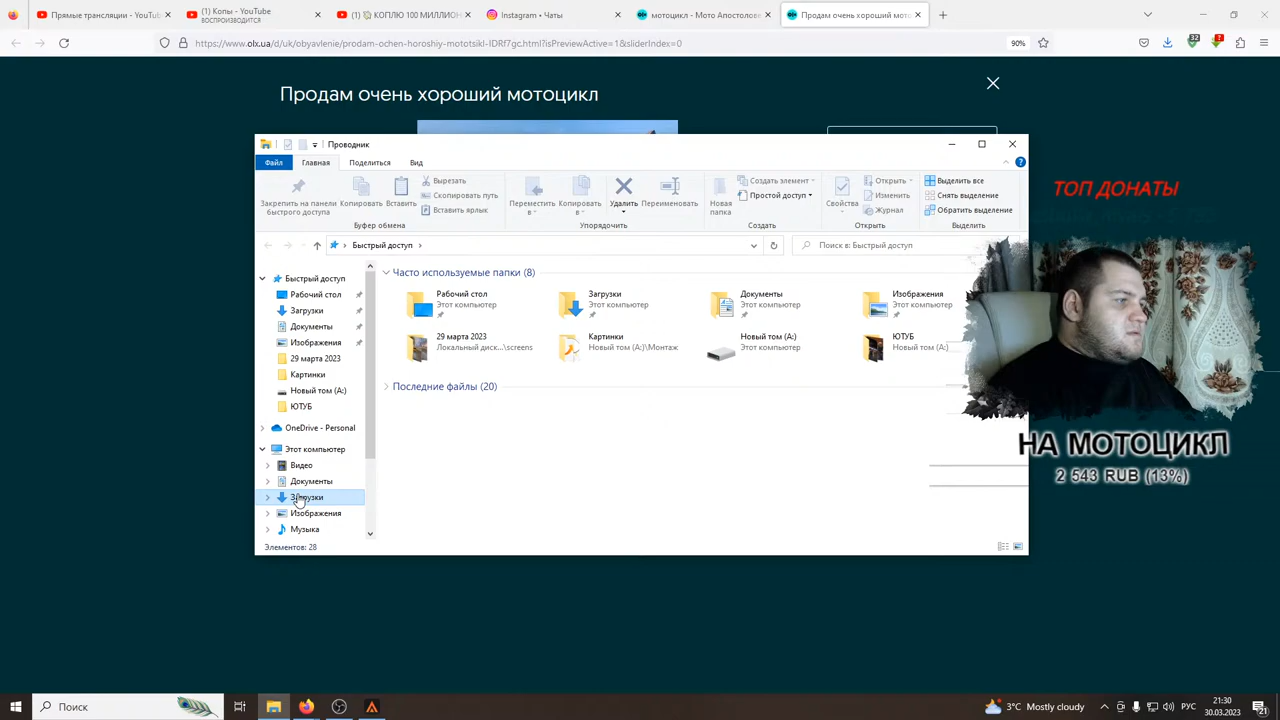 Прямые трансляции - YouTu
(1) Копы - YouTube
ВОСПРОИЗВОДИТСЯ
(1) КОПЛЮ 100 МИЛЛИОН
Instagram • Чаты
мотоцикл - Мото Апостолове
Продам очень хороший мото
https://www.olx.ua/d/uk/obyavlenie/prodam-ochen-horoshiy-mototsikl-IDRf7gc.html?isPreviewActive=1&sliderIndex=0
90%
32
Продам очень хороший мотоцикл
Проводник
Файл
Главная
Поделиться
Вид
Закрепить на панели быстрого доступа
Копировать
Вставить
Вырезать
Скопировать путь
Вставить ярлык
Переместить в
Копировать в
Удалить
Переименовать
Новая папка
Создать элемент
Простой доступ
Свойства
Открыть
Изменить
Журнал
Выделить все
Снять выделение
Обратить выделение
Буфер обмена
Упорядочить
Создать
Открыть
Выделить
Быстрый доступ
Поиск в: Быстрый доступ
Быстрый доступ
Рабочий стол
Загрузки
Документы
Изображения
29 марта 2023
Картинки
Новый том (A:)
ЮТУБ
OneDrive - Personal
Этот компьютер
Видео
Документы
Загрузки
Изображения
Музыка
Элементов: 28
Часто используемые папки (8)
Рабочий стол
Этот компьютер
Загрузки
Этот компьютер
Документы
Этот компьютер
Изображения
Этот компьютер
29 марта 2023
Локальный диск...\screens
Картинки
Новый том (A:)\Монтаж
Новый том (A:)
Этот компьютер
ЮТУБ
Новый том (A:)
Последние файлы (20)
ТОП ДОНАТЫ
НА МОТОЦИКЛ
2 543 RUB (13%)
Поиск
3°C Mostly cloudy
РУС
21:30
30.03.2023